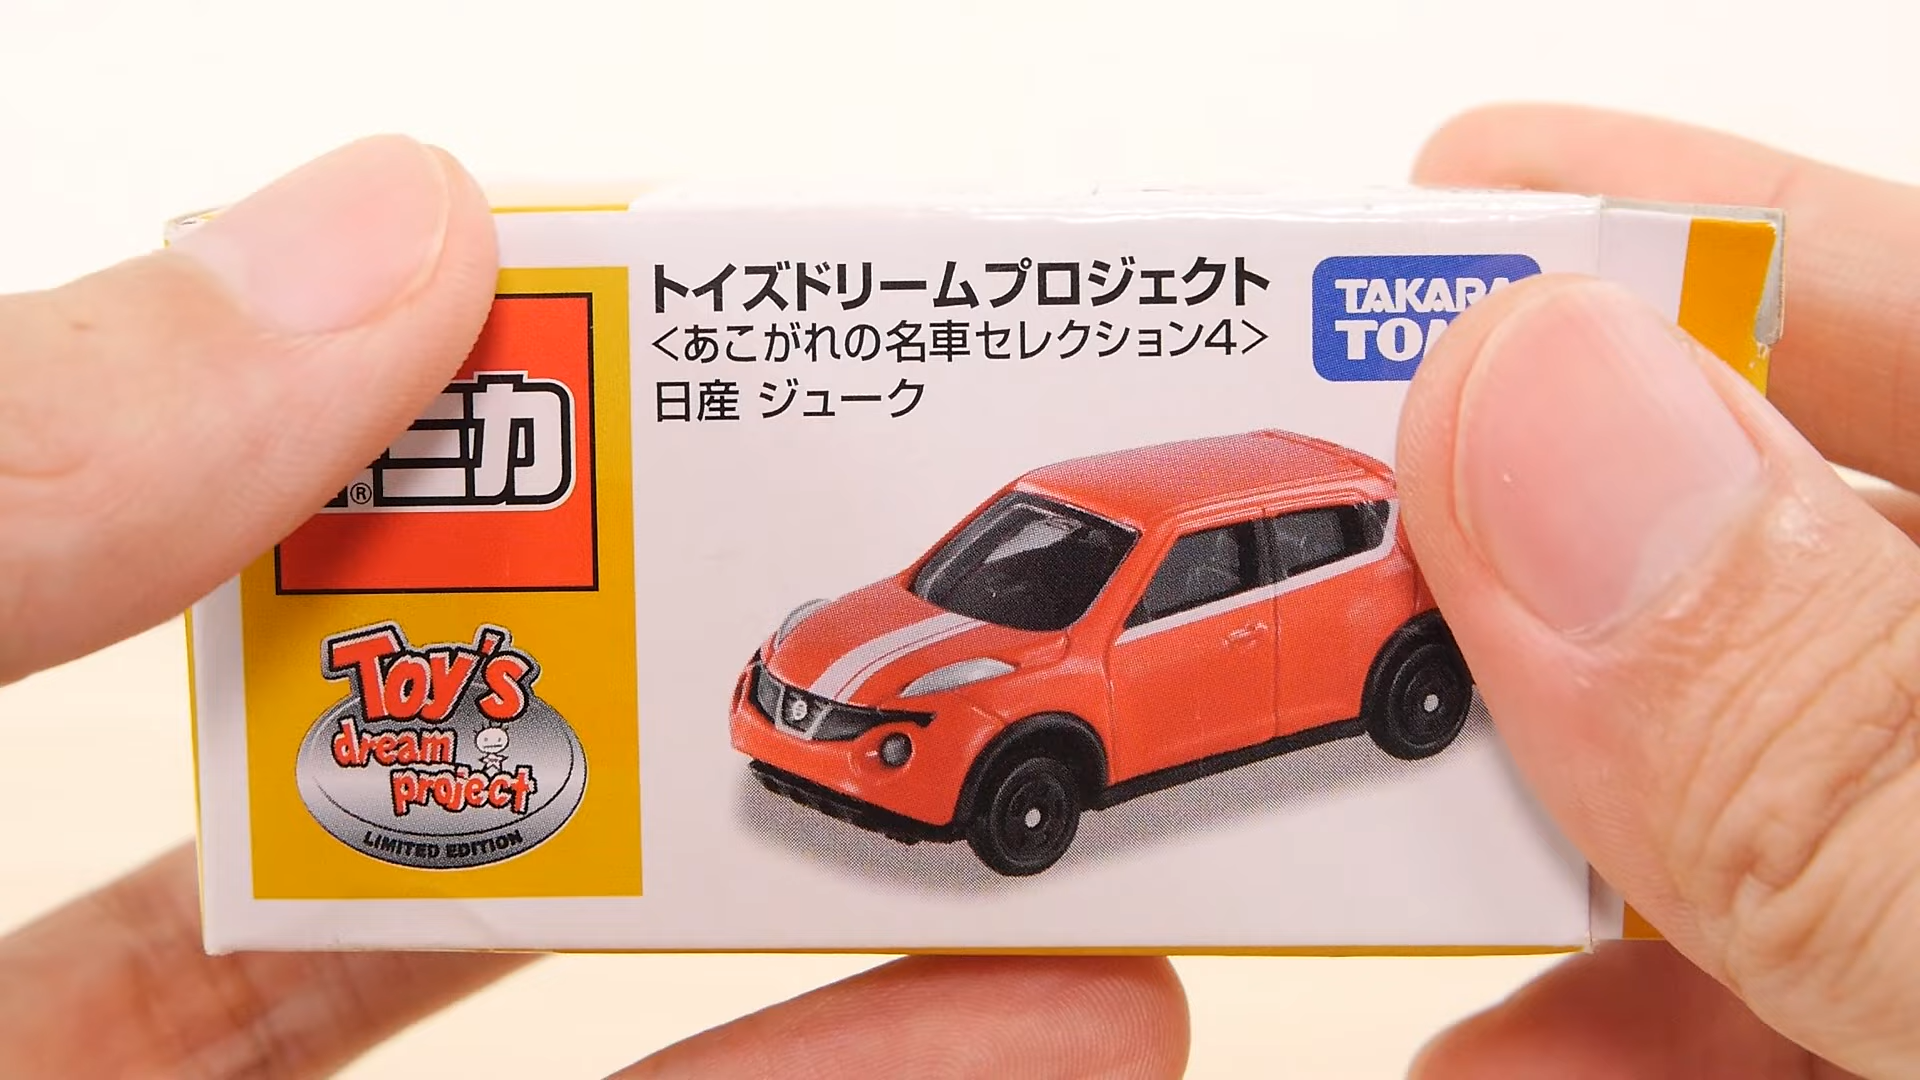 トイズドリームプロジェクト
<あこがれの名車セレクション4>
日産 ジューク
TAKARA
ニカ
®
Toy's
dream
project
LIMITED EDITION